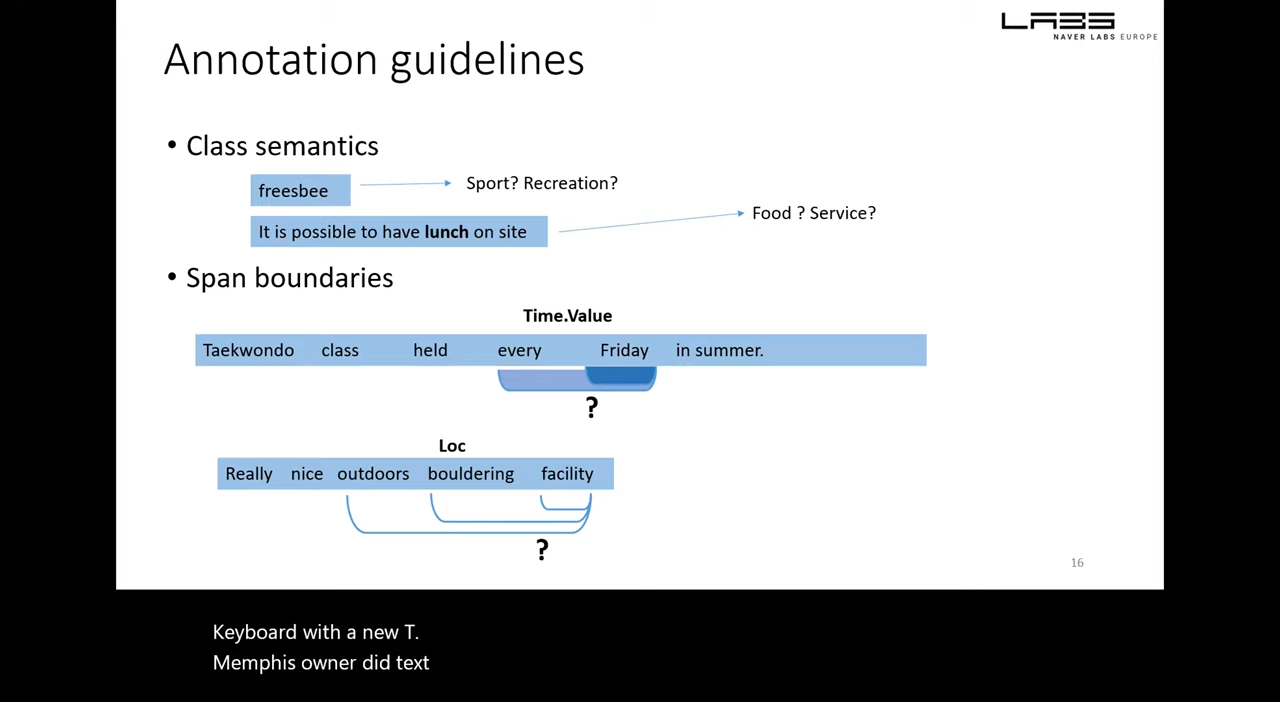 LABS
NAVER LABS EUROPE
Annotation guidelines
• Class semantics
freesbee
Sport? Recreation?
It is possible to have lunch on site
Food ? Service?
• Span boundaries
Time.Value
Taekwondo class held every Friday in summer.
?
Loc
Really nice outdoors bouldering facility
?
16
Keyboard with a new T.
Memphis owner did text